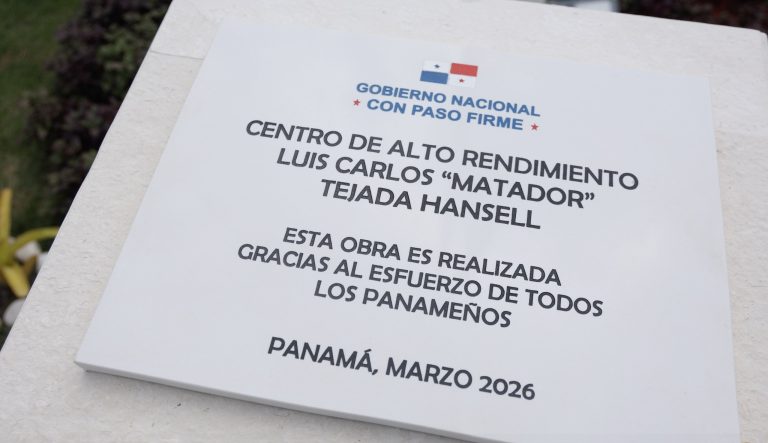 GOBIERNO NACIONAL
★ CON PASO FIRME ★
CENTRO DE ALTO RENDIMIENTO
LUIS CARLOS “MATADOR”
TEJADA HANSELL
ESTA OBRA ES REALIZADA
GRACIAS AL ESFUERZO DE TODOS
LOS PANAMEÑOS
PANAMÁ, MARZO 2026